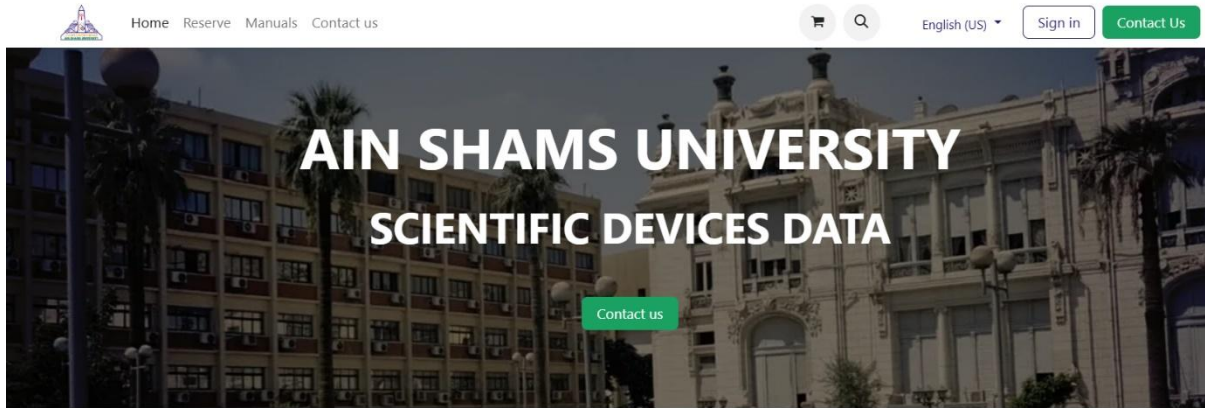 Home Reserve Manuals Contact us English (US) Sign in Contact Us
AIN SHAMS UNIVERSITY
SCIENTIFIC DEVICES DATA
Contact us